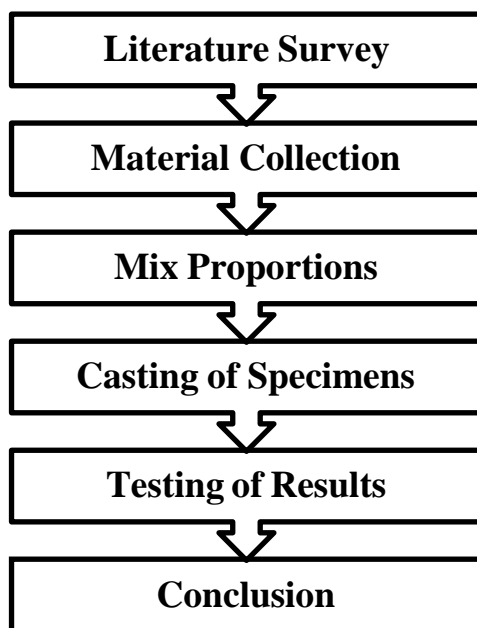 Literature Survey
Material Collection
Mix Proportions
Casting of Specimens
Testing of Results
Conclusion